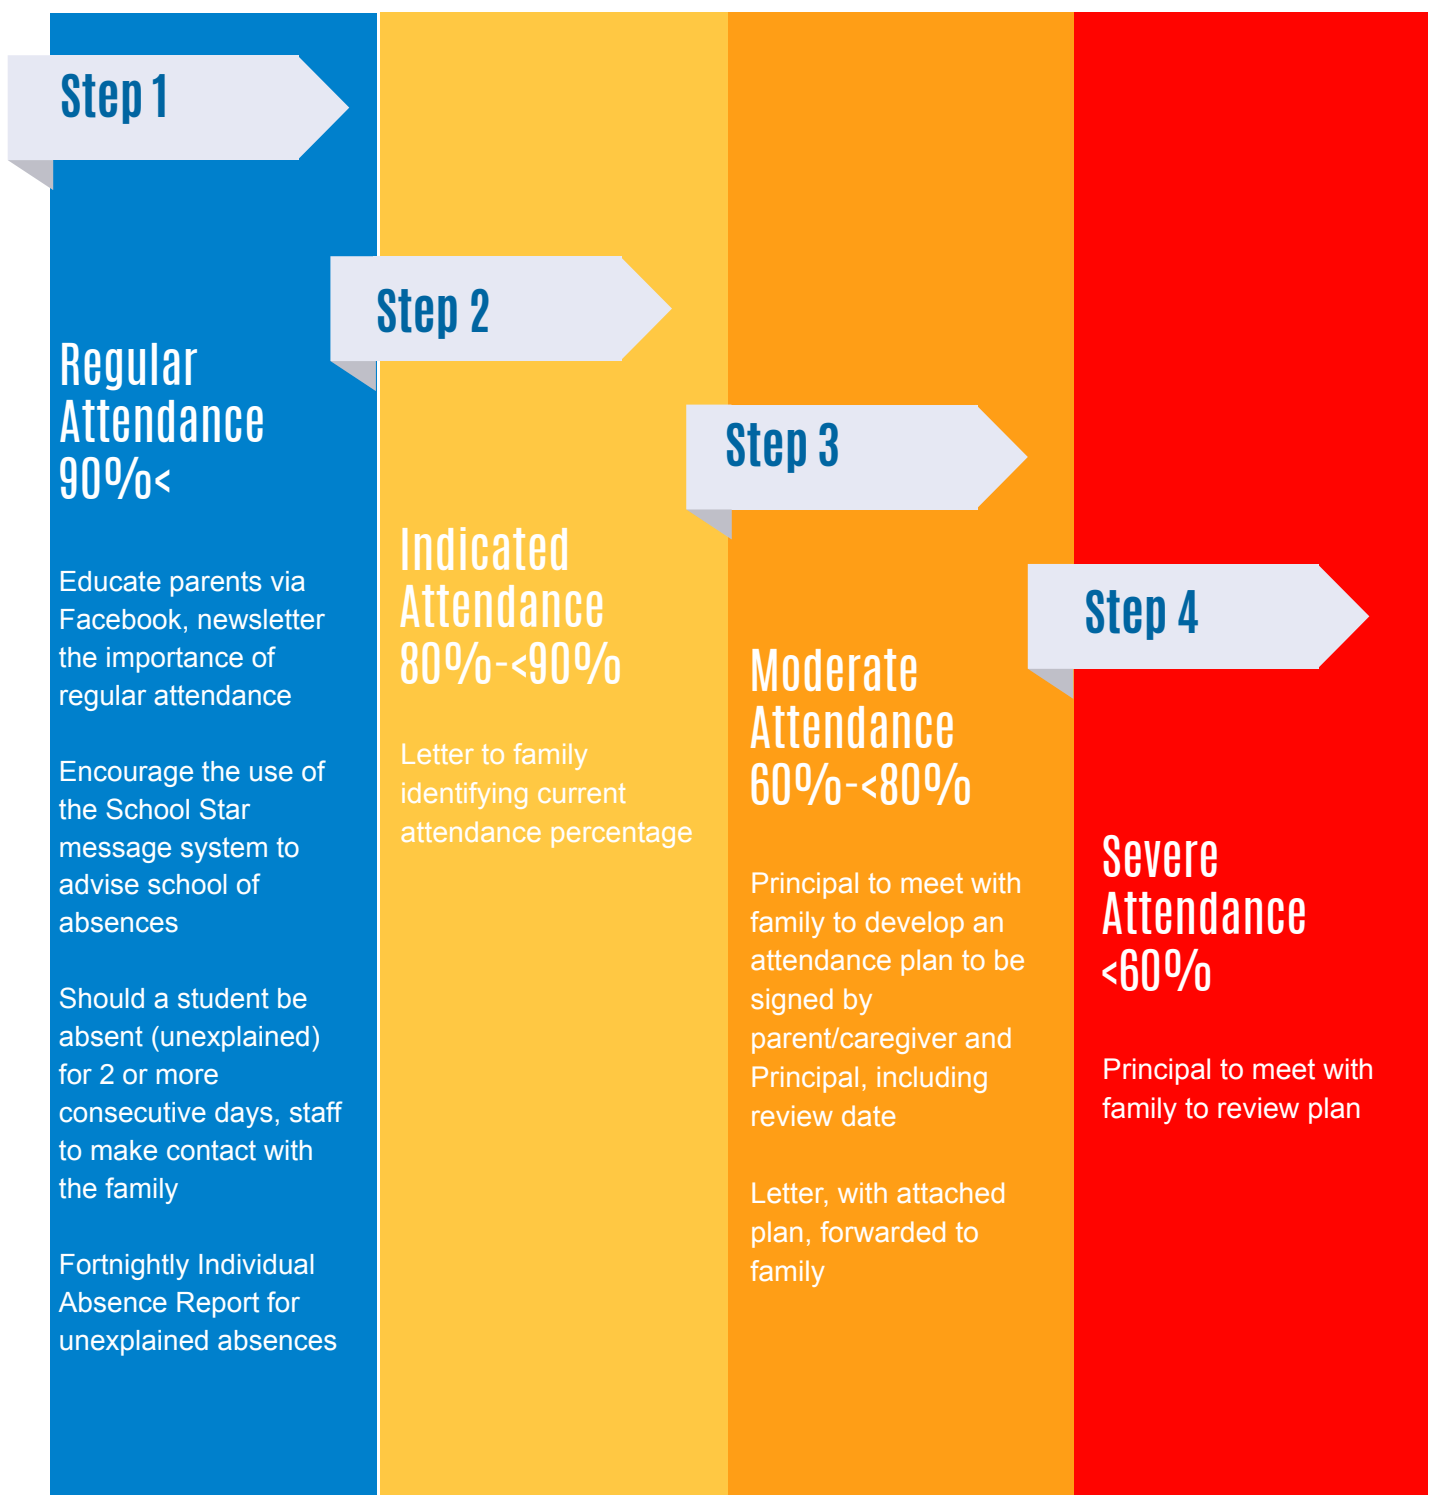 Step 1
Regular
Attendance
90%<
Educate parents via
Facebook, newsletter
the importance of
regular attendance
Encourage the use of
the School Star
message system to
advise school of
absences
Should a student be
absent (unexplained)
for 2 or more
consecutive days, staff
to make contact with
the family
Fortnightly Individual
Absence Report for
unexplained absences
Step 2
Indicated
Attendance
80%-<90%
Letter to family
identifying current
attendance percentage
Step 3
Moderate
Attendance
60%-<80%
Principal to meet with
family to develop an
attendance plan to be
signed by
parent/caregiver and
Principal, including
review date
Letter, with attached
plan, forwarded to
family
Step 4
Severe
Attendance
<60%
Principal to meet with
family to review plan